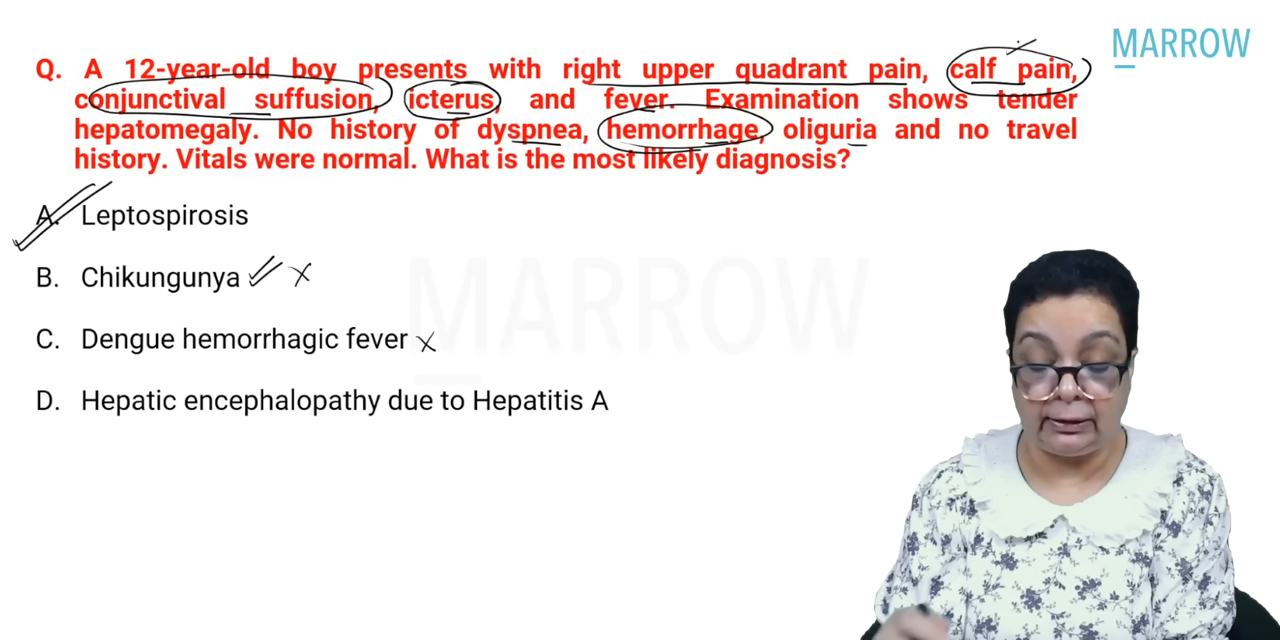 MARROW
Q. A 12-year-old boy presents with right upper quadrant pain, calf pain,
conjunctival suffusion, icterus, and fever. Examination shows tender
hepatomegaly. No history of dyspnea, hemorrhage, oliguria and no travel
history. Vitals were normal. What is the most likely diagnosis?
A. Leptospirosis
B. Chikungunya
C. Dengue hemorrhagic fever
D. Hepatic encephalopathy due to Hepatitis A
MARROW